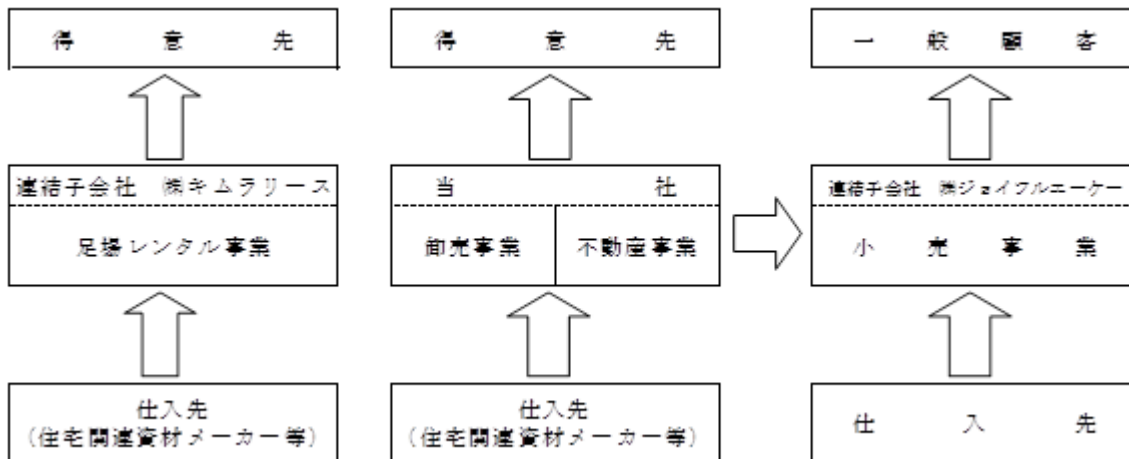 得意先
得意先
一般顧客
連結子会社 ㈱キムラリース
足場レンタル事業
当社
卸売事業
不動産事業
連結子会社 ㈱ジョイフルエーケー
小売事業
仕入先
(住宅関連資材メーカー等)
仕入先
(住宅関連資材メーカー等)
仕入先